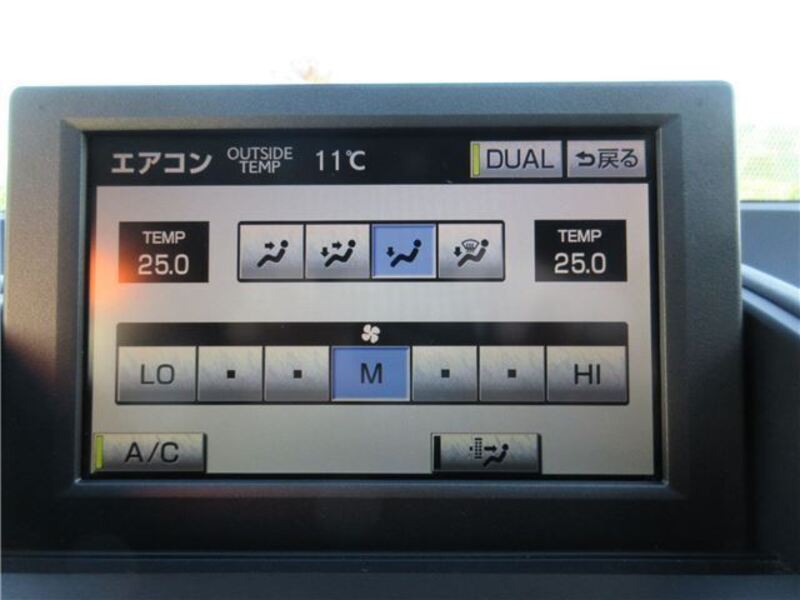 エアコン OUTSIDE TEMP 11℃ DUAL 戻る
TEMP
25.0
TEMP
25.0
LO M HI
A/C